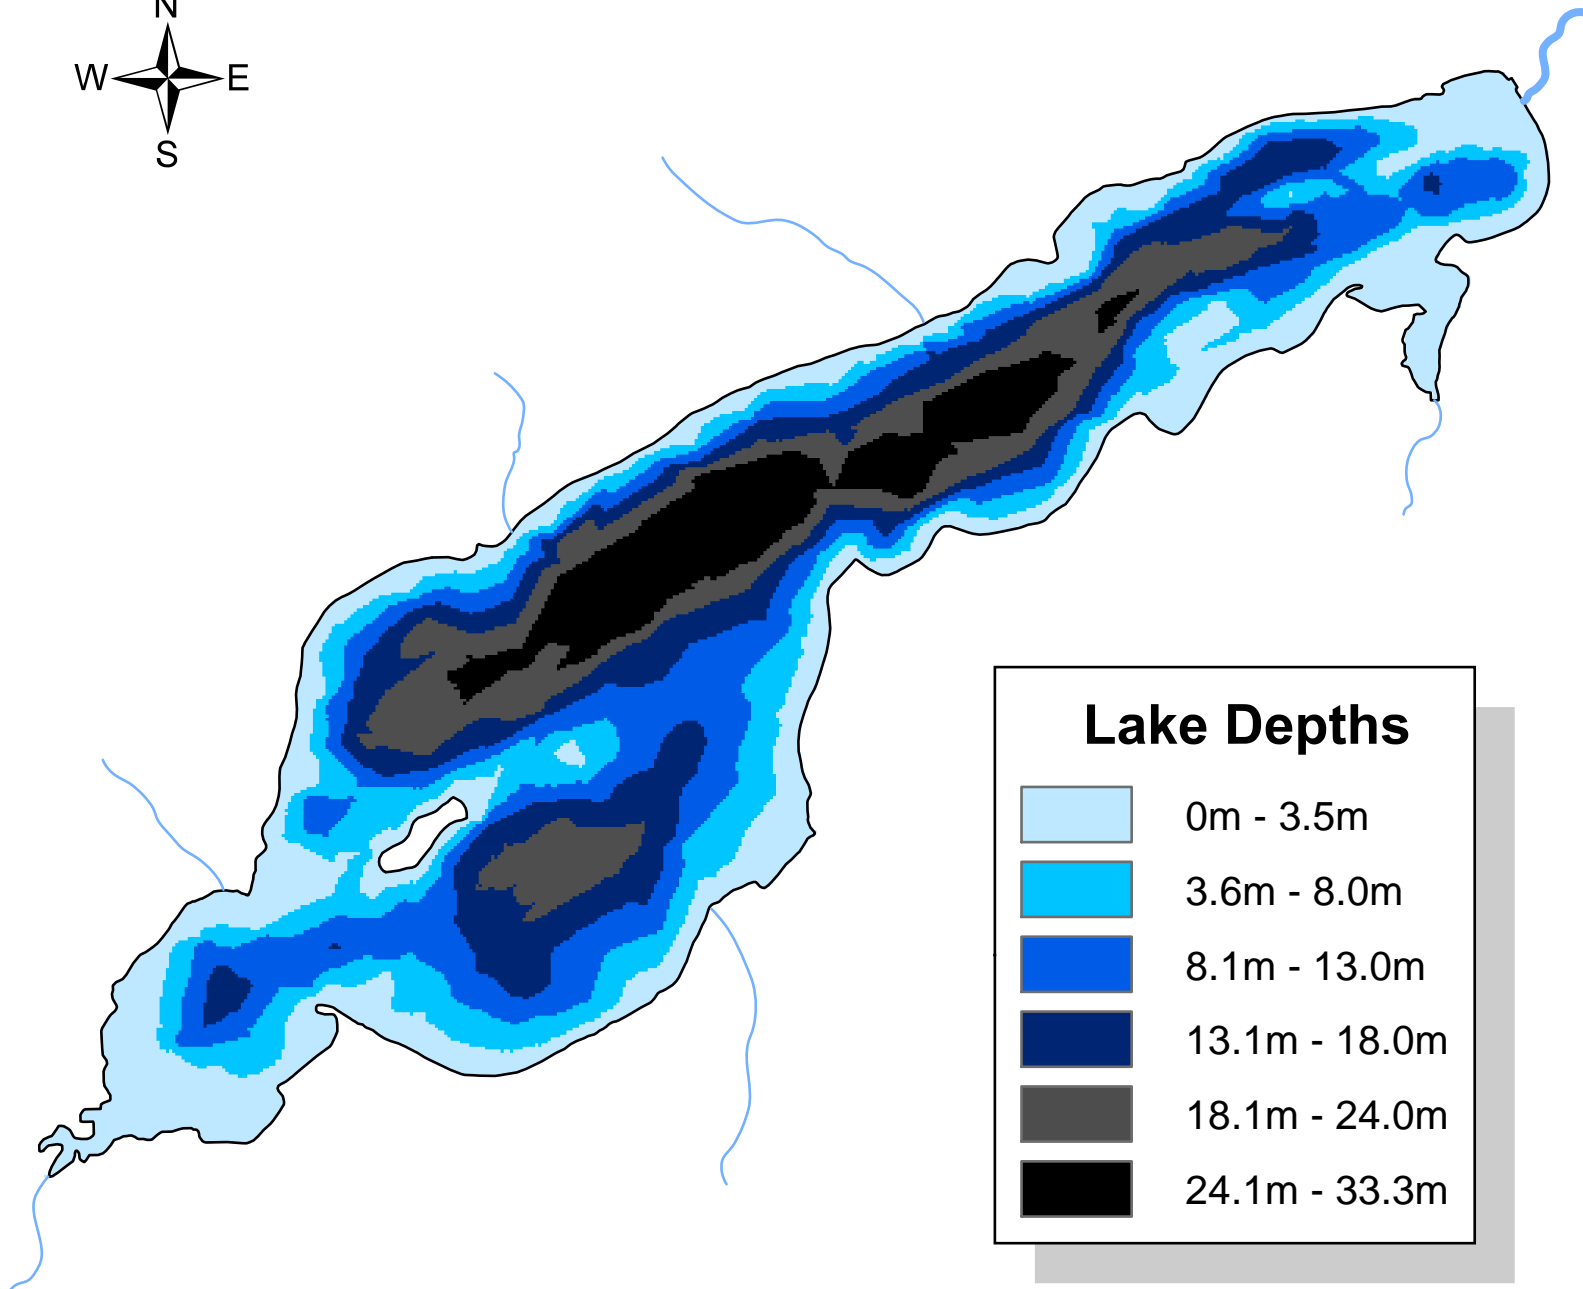 N
W E
S
Lake Depths
0m - 3.5m
3.6m - 8.0m
8.1m - 13.0m
13.1m - 18.0m
18.1m - 24.0m
24.1m - 33.3m